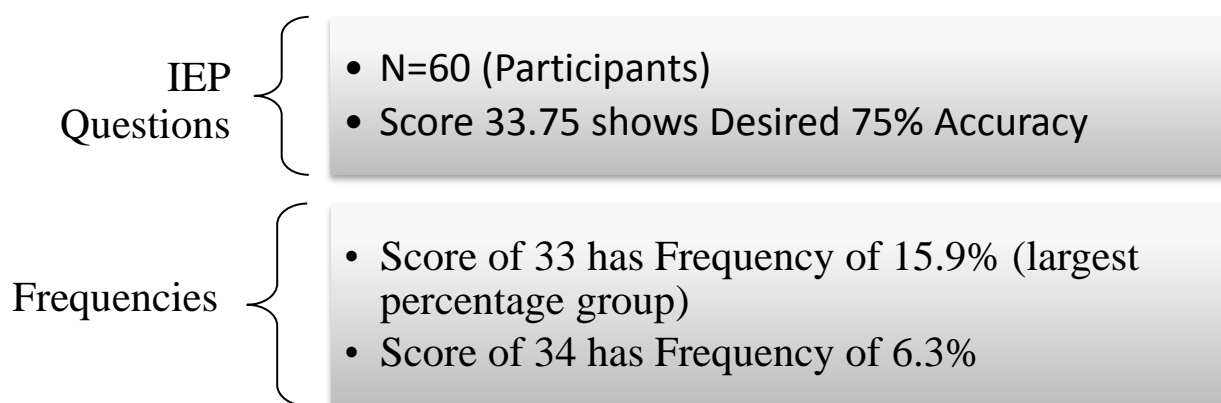 IEP
Questions
• N=60 (Participants)
• Score 33.75 shows Desired 75% Accuracy
Frequencies
• Score of 33 has Frequency of 15.9% (largest
percentage group)
• Score of 34 has Frequency of 6.3%